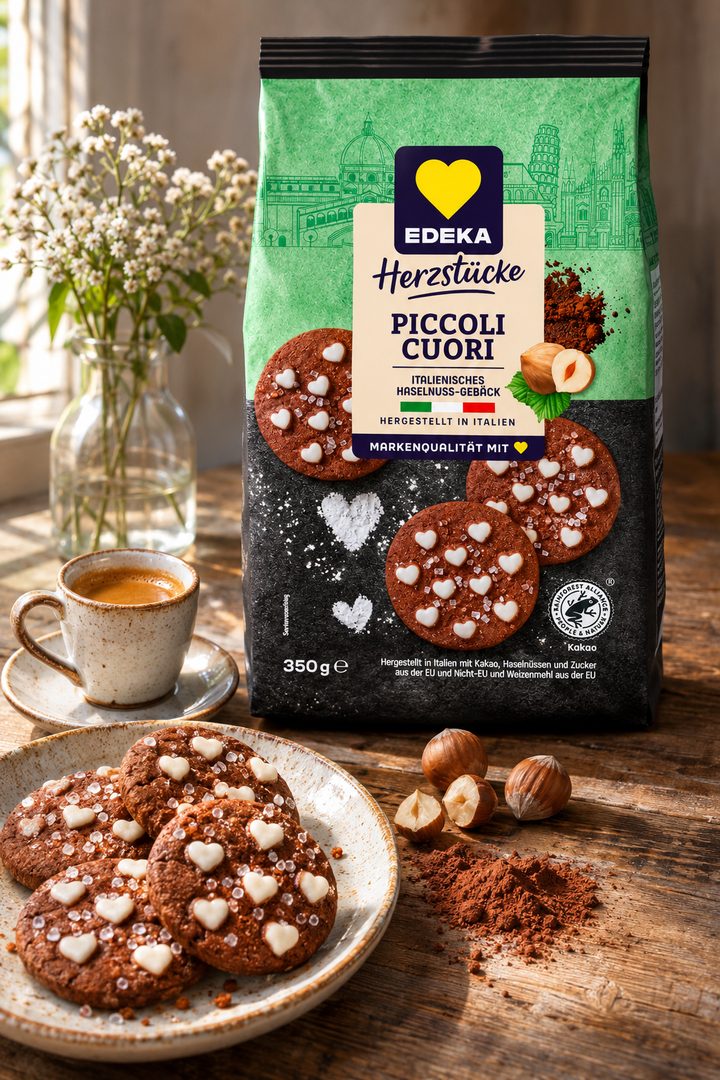 EDEKA
Herzstücke
PICCOLI
CUORI
ITALIENISCHES
HASELNUSS-GEBÄCK
HERGESTELLT IN ITALIEN
MARKENQUALITÄT MIT
RAINFOREST ALLIANCE
PEOPLE & NATURE
®
Kakao
350 g ℮
Hergestellt in Italien mit Kakao, Haselnüssen und Zucker
aus der EU und Nicht-EU und Weizenmehl aus der EU